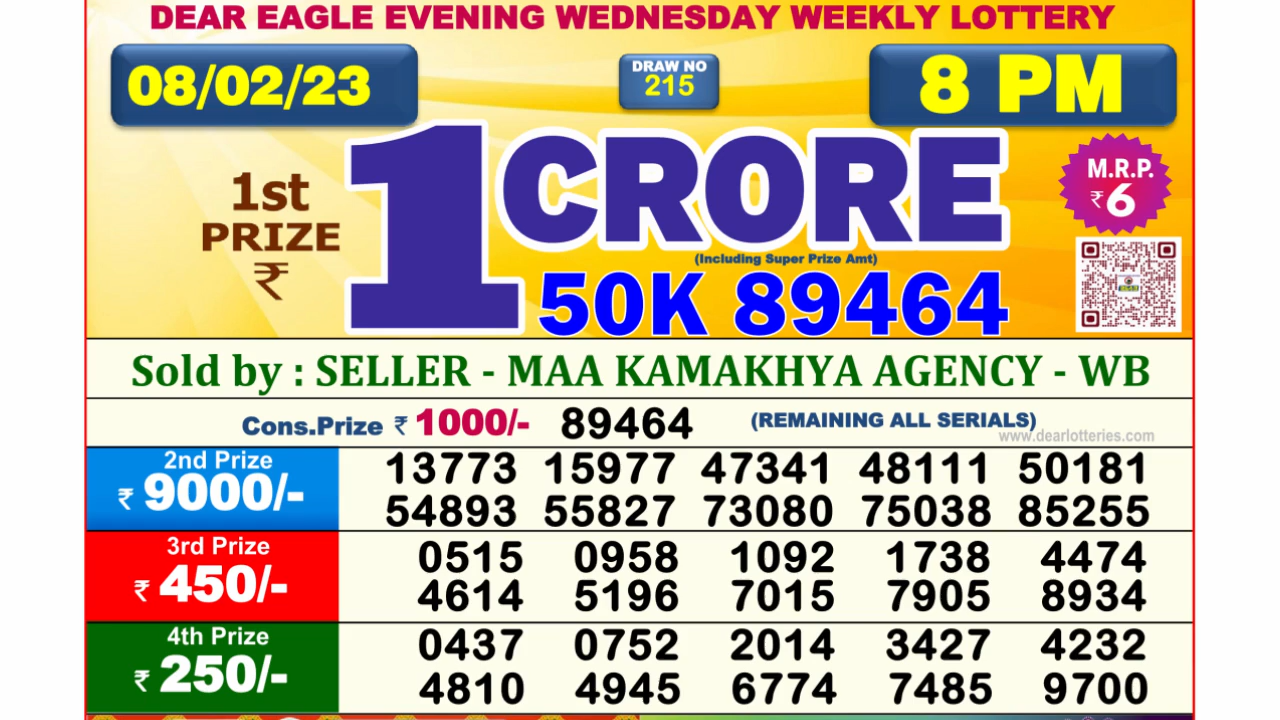 DEAR EAGLE EVENING WEDNESDAY WEEKLY LOTTERY
08/02/23
DRAW NO
215
8 PM
1st
PRIZE
₹
1 CRORE
(Including Super Prize Amt)
50K 89464
M.R.P.
₹ 6
Sold by : SELLER - MAA KAMAKHYA AGENCY - WB
Cons.Prize ₹ 1000/- 89464 (REMAINING ALL SERIALS)
www.dearlotteries.com
2nd Prize
₹ 9000/-
13773 15977 47341 48111 50181
54893 55827 73080 75038 85255
3rd Prize
₹ 450/-
0515 0958 1092 1738 4474
4614 5196 7015 7905 8934
4th Prize
₹ 250/-
0437 0752 2014 3427 4232
4810 4945 6774 7485 9700